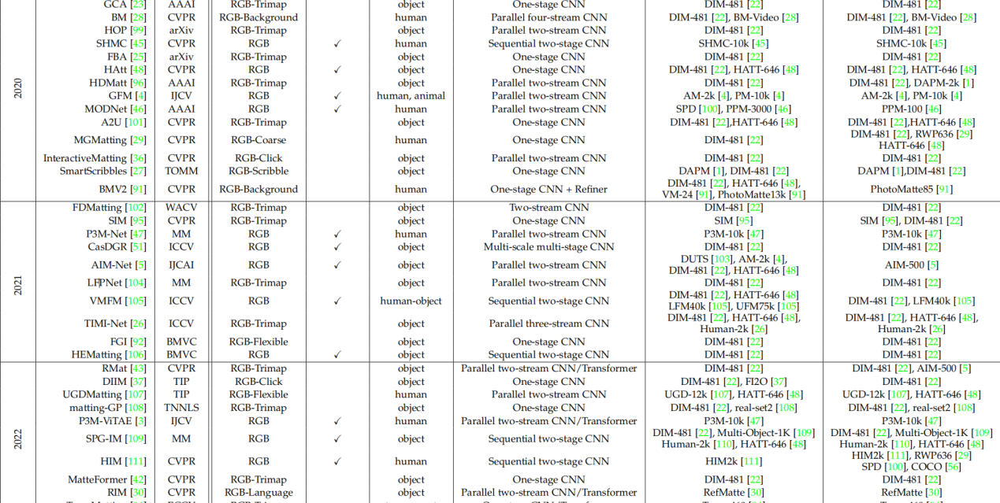 GCA [23] AAAI RGB-Trimap object One-stage CNN DIM-481 [22] DIM-481 [22]
BM [28] CVPR RGB-Background human Parallel four-stream CNN DIM-481 [22], BM-Video [28] DIM-481 [22], BM-Video [28]
HOP [99] arXiv RGB-Trimap object Parallel two-stream CNN DIM-481 [22] DIM-481 [22]
SHMC [45] CVPR RGB ✓ human Sequential two-stage CNN SHMC-10k [45] SHMC-10k [45]
FBA [25] arXiv RGB-Trimap object One-stage CNN DIM-481 [22] DIM-481 [22]
HAtt [48] CVPR RGB ✓ object One-stage CNN DIM-481 [22], HATT-646 [48] DIM-481 [22], HATT-646 [48]
2020 HDMatt [96] AAAI RGB-Trimap object Parallel two-stream CNN DIM-481 [22] DIM-481 [22], DAPM-2k [1]
GFM [4] IJCV RGB ✓ human, animal Parallel two-stream CNN AM-2k [4], PM-10k [4] AM-2k [4], PM-10k [4]
MODNet [46] AAAI RGB ✓ human Parallel two-stream CNN SPD [100], PPM-3000 [46] PPM-100 [46]
A2U [101] CVPR RGB-Trimap object One-stage CNN DIM-481 [22],HATT-646 [48] DIM-481 [22],HATT-646 [48]
MGMatting [29] CVPR RGB-Coarse human One-stage CNN DIM-481 [22] DIM-481 [22], RWP636 [29]
HATT-646 [48]
InteractiveMatting [36] CVPR RGB-Click object Parallel two-stream CNN DIM-481 [22] DIM-481 [22]
SmartScribbles [27] TOMM RGB-Scribble object One-stage CNN DAPM [1], DIM-481 [22] DAPM [1],DIM-481 [22]
BMV2 [91] CVPR RGB-Background human One-stage CNN + Refiner DIM-481 [22], HATT-646 [48], PhotoMatte85 [91]
VM-24 [91], PhotoMatte13k [91]
FDMatting [102] WACV RGB-Trimap object Two-stream CNN DIM-481 [22] DIM-481 [22]
SIM [95] CVPR RGB-Trimap object One-stage CNN SIM [95] SIM [95], DIM-481 [22]
P3M-Net [47] MM RGB ✓ human Parallel two-stream CNN P3M-10k [47] P3M-10k [47]
CasDGR [51] ICCV RGB ✓ object Multi-scale multi-stage CNN DIM-481 [22] DIM-481 [22]
AIM-Net [5] IJCAI RGB ✓ object Parallel two-stream CNN DUTS [103], AM-2k [4], AIM-500 [5]
DIM-481 [22], HATT-646 [48]
2021 LFPNet [104] MM RGB-Trimap object Parallel two-stream CNN DIM-481 [22] DIM-481 [22]
VMFM [105] ICCV RGB ✓ human-object Sequential two-stage CNN DIM-481 [22], HATT-646 [48] DIM-481 [22], LFM40k [105]
LFM40k [105], UFM75k [105]
TIMI-Net [26] ICCV RGB-Trimap object Parallel three-stream CNN DIM-481 [22], HATT-646 [48], DIM-481 [22], HATT-646 [48],
Human-2k [26] Human-2k [26]
FGI [92] BMVC RGB-Flexible object One-stage CNN DIM-481 [22] DIM-481 [22]
HEMatting [106] BMVC RGB ✓ object Sequential two-stage CNN DIM-481 [22] DIM-481 [22]
RMat [43] CVPR RGB-Trimap object Parallel two-stream CNN/Transformer DIM-481 [22] DIM-481 [22], AIM-500 [5]
DIIM [37] TIP RGB-Click object One-stage CNN DIM-481 [22], FI2O [37] DIM-481 [22]
UGDMatting [107] TIP RGB-Flexible human Parallel two-stream CNN UGD-12k [107], HATT-646 [48] UGD-12k [107], HATT-646 [48]
matting-GP [108] TNNLS RGB-Trimap object One-stage CNN DIM-481 [22], real-set2 [108] DIM-481 [22], real-set2 [108]
P3M-ViTAE [3] IJCV RGB ✓ human Parallel two-stream CNN/Transformer P3M-10k [47] P3M-10k [47]
2022 SPG-IM [109] MM RGB ✓ object Sequential two-stage CNN DIM-481 [22], Multi-Object-1K [109] DIM-481 [22], Multi-Object-1K [109]
Human-2k [110], HATT-646 [48] Human-2k [110], HATT-646 [48]
HIM [111] CVPR RGB ✓ human Sequential two-stage CNN HIM2k [111] HIM2k [111], RWP636 [29]
SPD [100], COCO [56]
MatteFormer [42] CVPR RGB-Trimap object One-stage CNN DIM-481 [22] DIM-481 [22]
RIM [30] CVPR RGB-Language object One-stage CNN RefMatte [30] RefMatte [30]